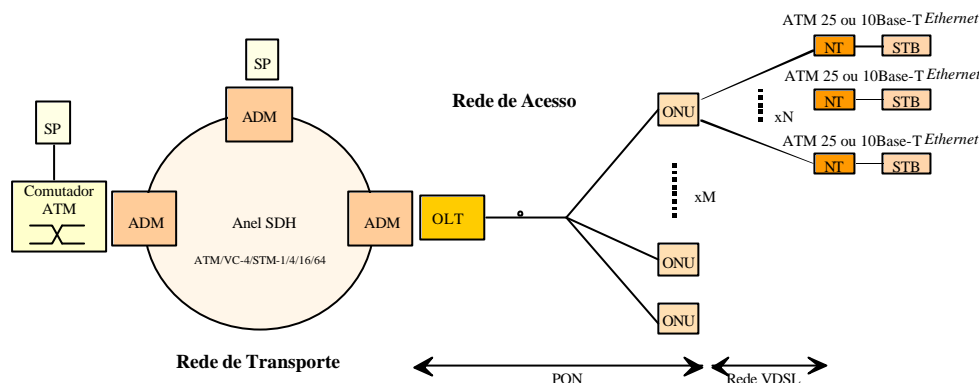 ATM 25 ou 10Base-T Ethernet
NT
STB
SP
ADM
Rede de Acesso
ONU
xN
ATM 25 ou 10Base-T Ethernet
NT
STB
ATM 25 ou 10Base-T Ethernet
NT
STB
SP
Comutador
ATM
ADM
Anel SDH
ATM/VC-4/STM-1/4/16/64
ADM
OLT
xM
ONU
ONU
Rede de Transporte
PON
Rede VDSL